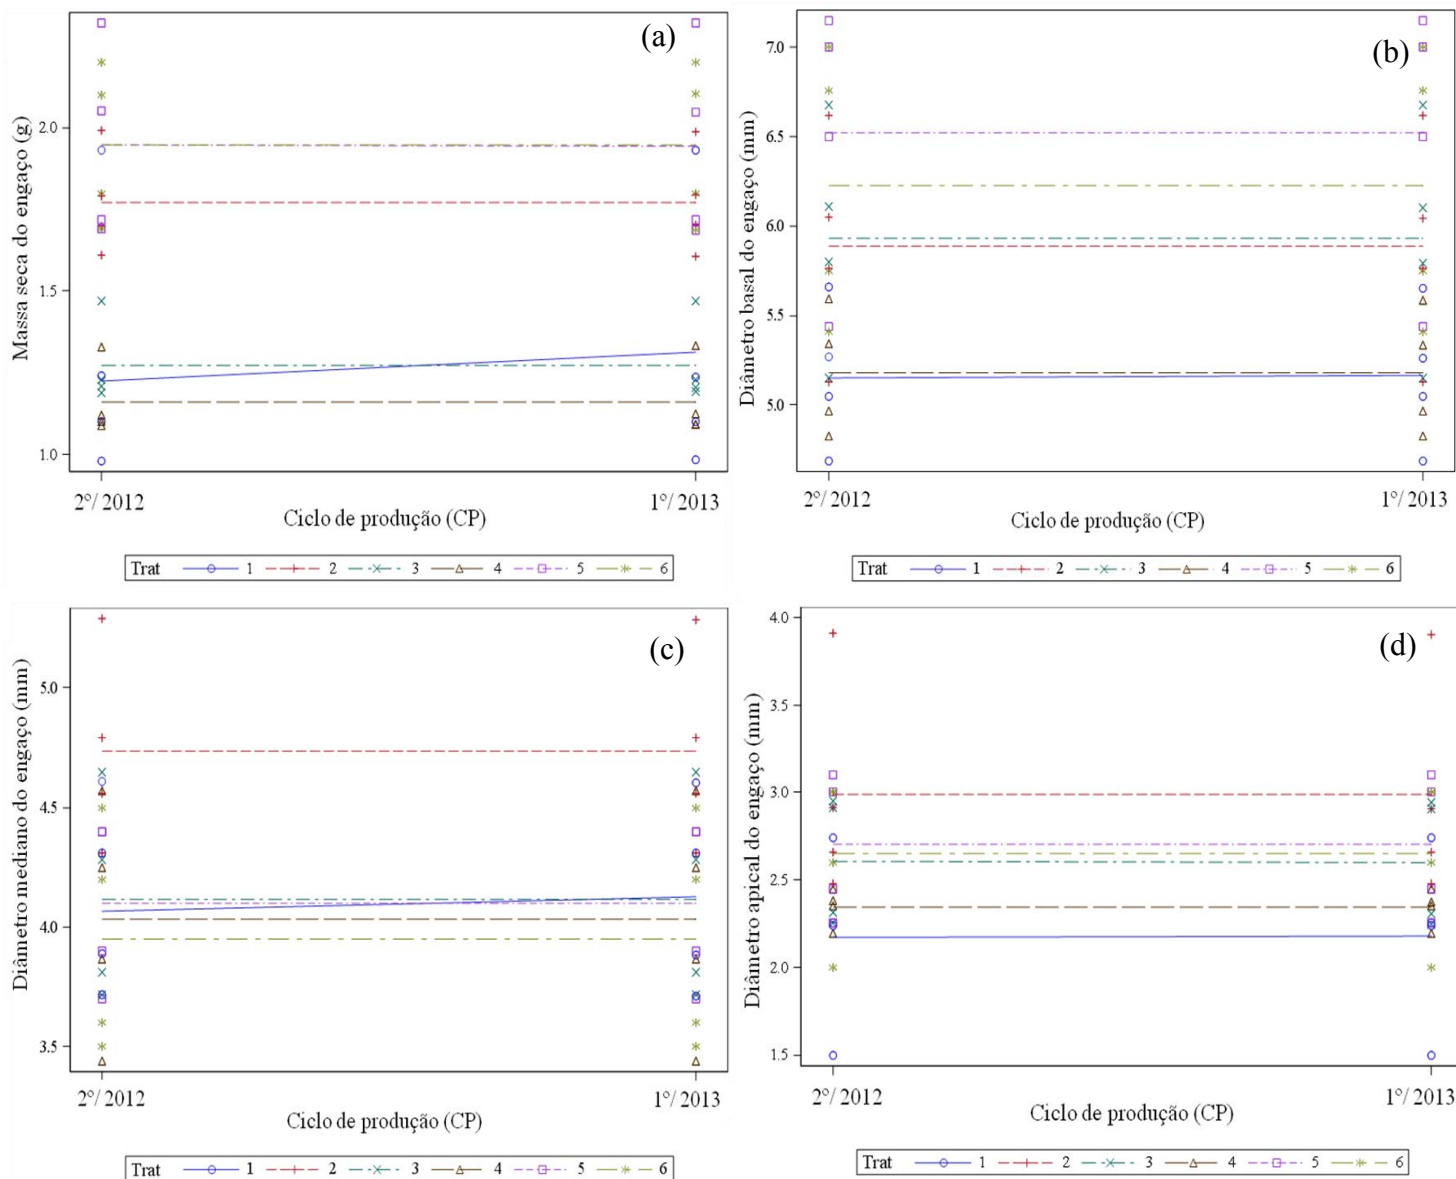 (a)
Massa seca do engaço (g)
2.0
1.5
1.0
2º/ 2012
1º/ 2013
Ciclo de produção (CP)
Trat 1 2 3 4 5 6
(b)
Diâmetro basal do engaço (mm)
7.0
6.5
6.0
5.5
5.0
2º/ 2012
1º/ 2013
Ciclo de produção (CP)
Trat 1 2 3 4 5 6
(c)
Diâmetro mediano do engaço (mm)
5.0
4.5
4.0
3.5
2º/ 2012
1º/ 2013
Ciclo de produção (CP)
Trat 1 2 3 4 5 6
(d)
Diâmetro apical do engaço (mm)
4.0
3.5
3.0
2.5
2.0
1.5
2º/ 2012
1º/ 2013
Ciclo de produção (CP)
Trat 1 2 3 4 5 6